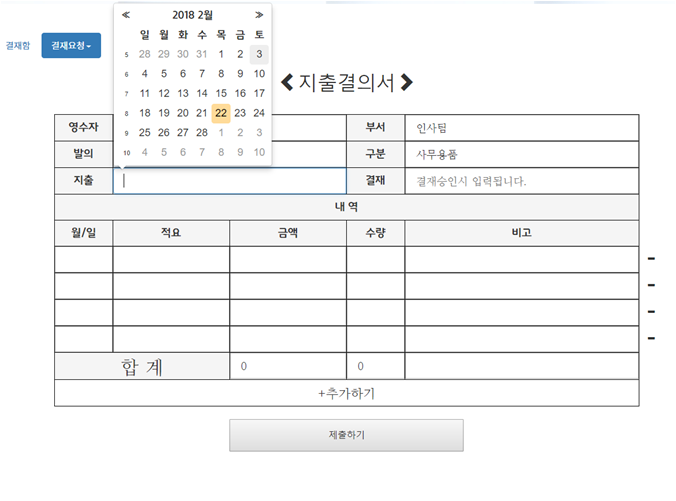 결재함 결재요청
≪ 2018 2월 ≫
일 월 화 수 목 금 토
5 28 29 30 31 1 2 3
6 4 5 6 7 8 9 10
7 11 12 13 14 15 16 17
8 18 19 20 21 22 23 24
9 25 26 27 28 1 2 3
10 4 5 6 7 8 9 10
지출결의서
영수자 부서 인사팀
발의 구분 사무용품
지출 결재 결재승인시 입력됩니다.
내 역
월/일 적요 금액 수량 비고
합 계 0 0
+추가하기
제출하기